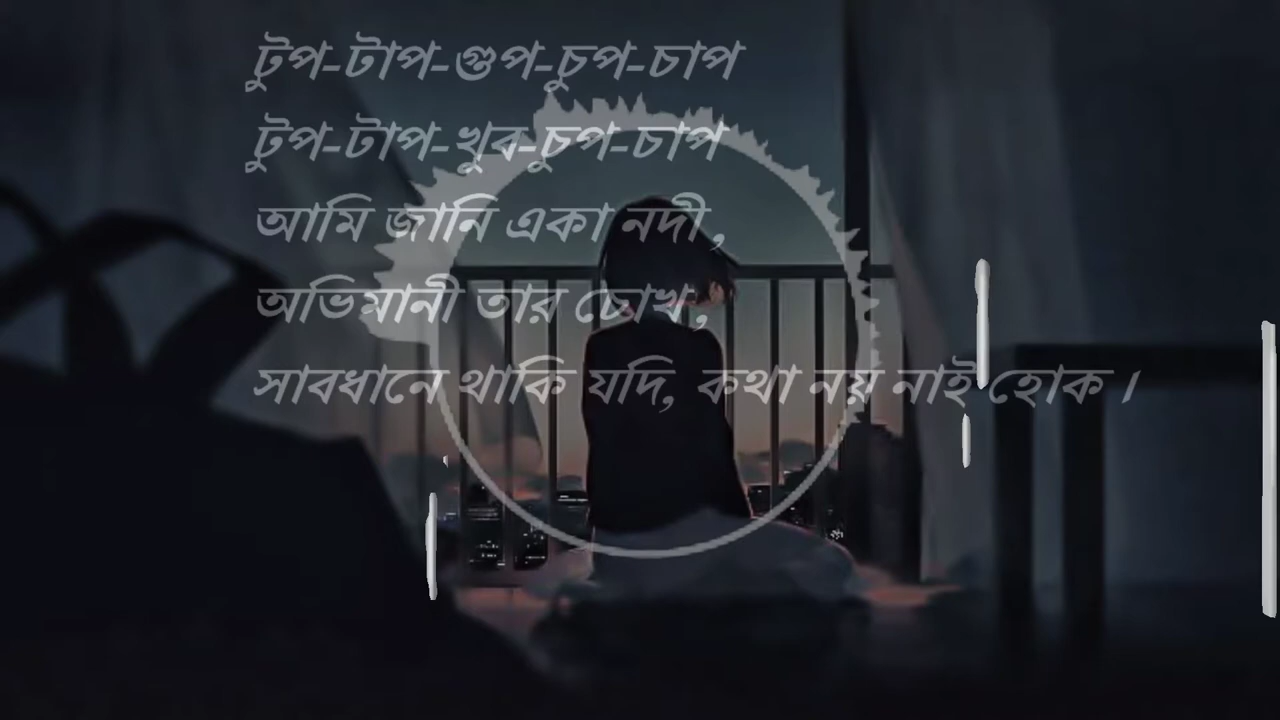 টুপ-টাপ-গুপ-চুপ-চাপ
টুপ-টাপ-খুব-চুপ-চাপ
আমি জানি একা নদী,
অভিমানী তার চোখ,
সাবধানে থাকি যদি, কথা নয় নাই হোক।